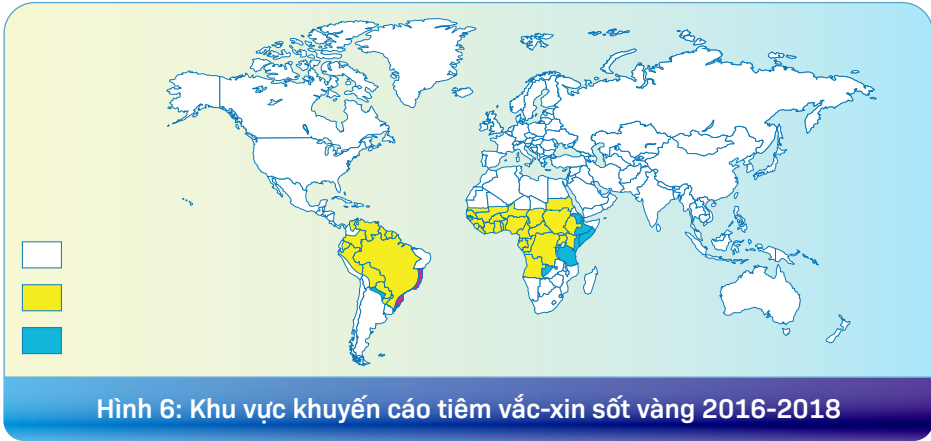 Hình 6: Khu vực khuyến cáo tiêm vắc-xin sốt vàng 2016-2018